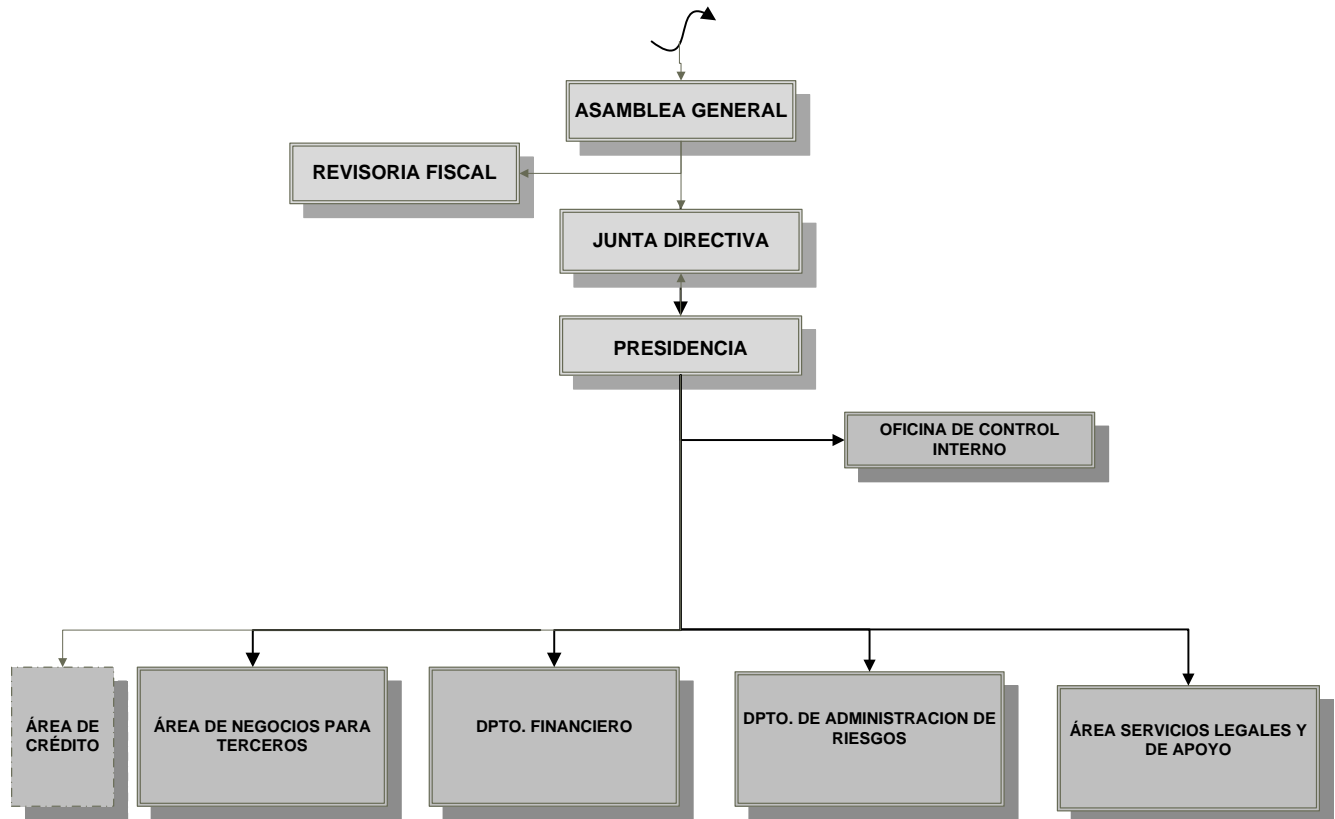 ASAMBLEA GENERAL
REVISORIA FISCAL
JUNTA DIRECTIVA
PRESIDENCIA
OFICINA DE CONTROL
INTERNO
ÁREA DE
CRÉDITO
ÁREA DE NEGOCIOS PARA
TERCEROS
DPTO. FINANCIERO
DPTO. DE ADMINISTRACION DE
RIESGOS
ÁREA SERVICIOS LEGALES Y
DE APOYO